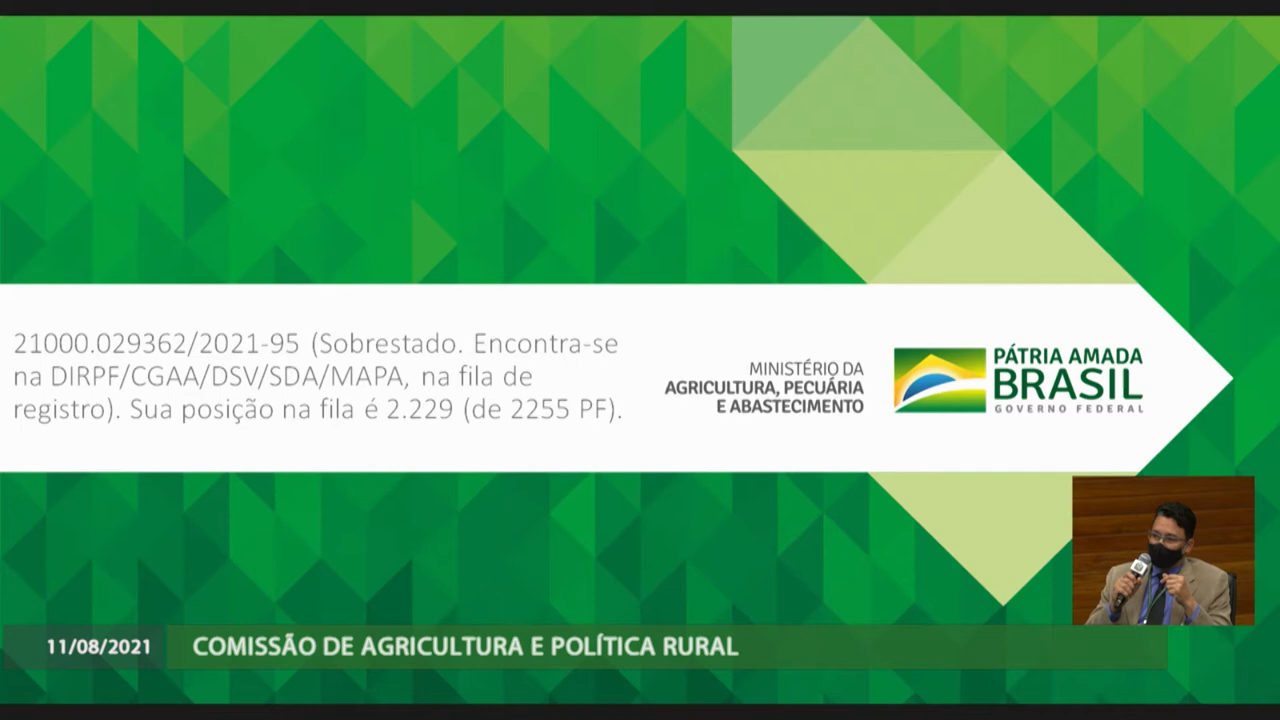 21000.029362/2021-95 (Sobrestado. Encontra-se
na DIRPF/CGAA/DSV/SDA/MAPA, na fila de
registro). Sua posição na fila é 2.229 (de 2255 PF).
MINISTÉRIO DA
AGRICULTURA, PECUÁRIA
E ABASTECIMENTO
PÁTRIA AMADA
BRASIL
GOVERNO FEDERAL
11/08/2021
COMISSÃO DE AGRICULTURA E POLÍTICA RURAL